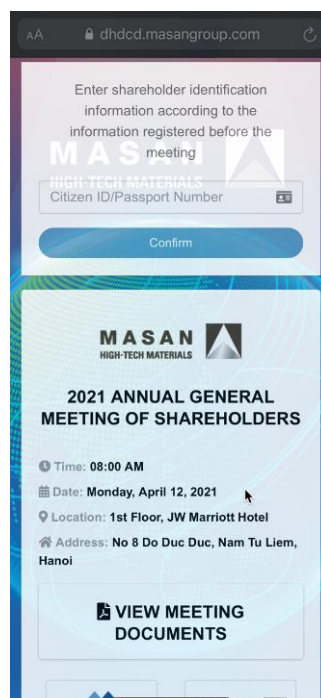 AA dhdcd.masangroup.com
Enter shareholder identification
information according to the
information registered before the
meeting
MASAN
HIGH-TECH MATERIALS
Citizen ID/Passport Number
Confirm
MASAN
HIGH-TECH MATERIALS
2021 ANNUAL GENERAL
MEETING OF SHAREHOLDERS
Time: 08:00 AM
Date: Monday, April 12, 2021
Location: 1st Floor, JW Marriott Hotel
Address: No 8 Do Duc Duc, Nam Tu Liem,
Hanoi
VIEW MEETING
DOCUMENTS